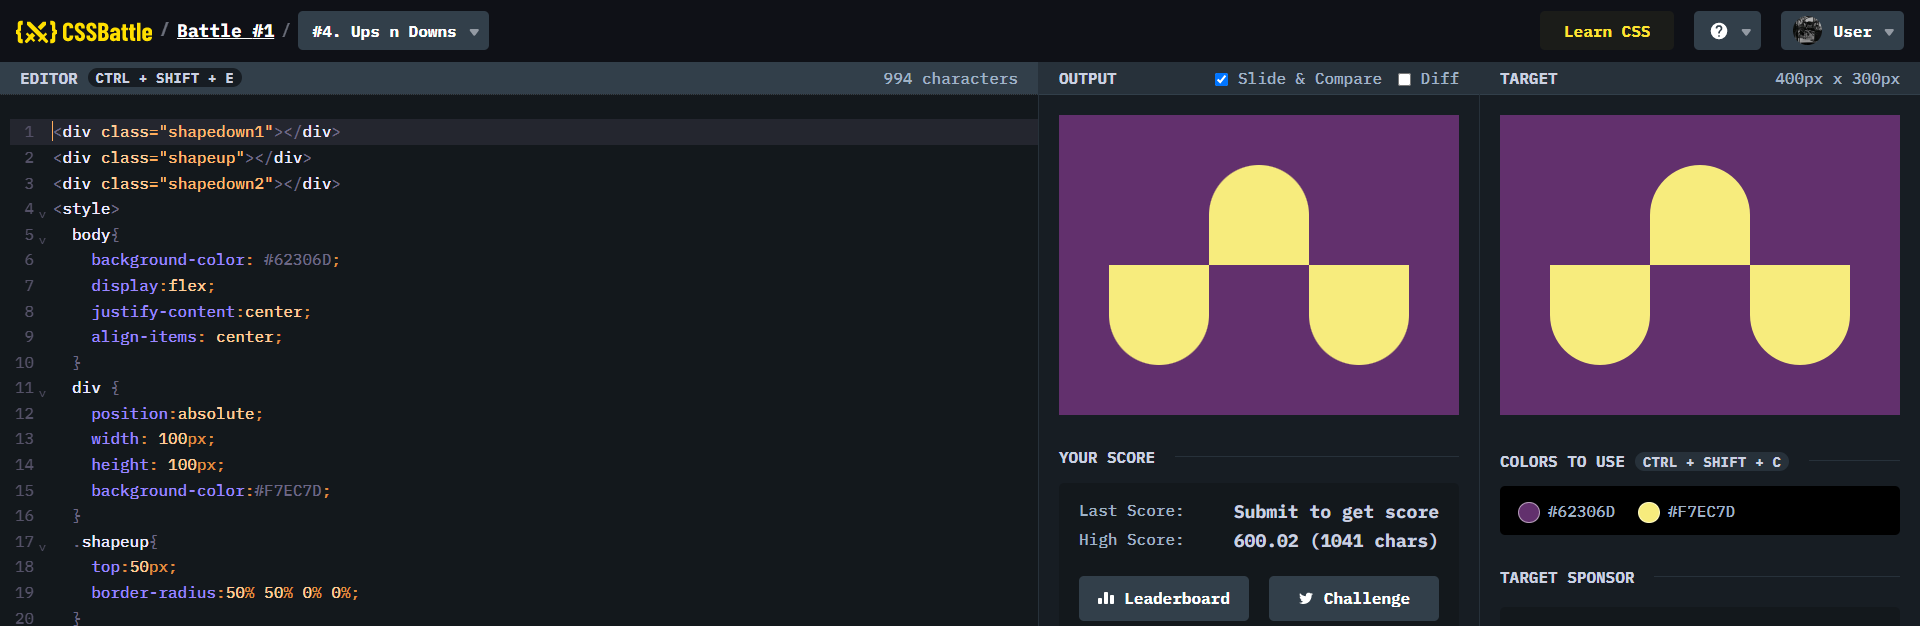 {X} CSSBattle / Battle #1 / #4. Ups n Downs Learn CSS ? User
EDITOR CTRL + SHIFT + E 994 characters
1 <div class="shapedown1"></div>
2 <div class="shapeup"></div>
3 <div class="shapedown2"></div>
4 <style>
5 body{
6 background-color: #62306D;
7 display:flex;
8 justify-content:center;
9 align-items: center;
10 }
11 div {
12 position:absolute;
13 width: 100px;
14 height: 100px;
15 background-color:#F7EC7D;
16 }
17 .shapeup{
18 top:50px;
19 border-radius:50% 50% 0% 0%;
20 }
OUTPUT Slide & Compare Diff
YOUR SCORE
Last Score: Submit to get score
High Score: 600.02 (1041 chars)
Leaderboard Challenge
TARGET 400px x 300px
COLORS TO USE CTRL + SHIFT + C
#62306D #F7EC7D
TARGET SPONSOR